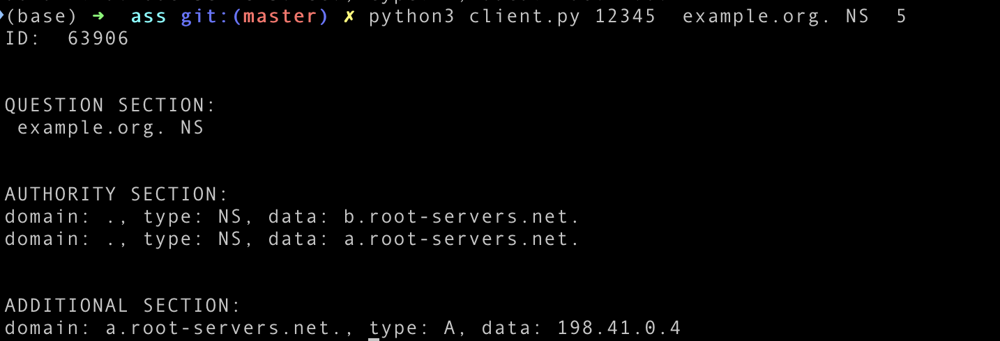 (base) ➜ ass git:(master) ✗ python3 client.py 12345 example.org. NS 5
ID: 63906
QUESTION SECTION:
example.org. NS
AUTHORITY SECTION:
domain: ., type: NS, data: b.root-servers.net.
domain: ., type: NS, data: a.root-servers.net.
ADDITIONAL SECTION:
domain: a.root-servers.net., type: A, data: 198.41.0.4